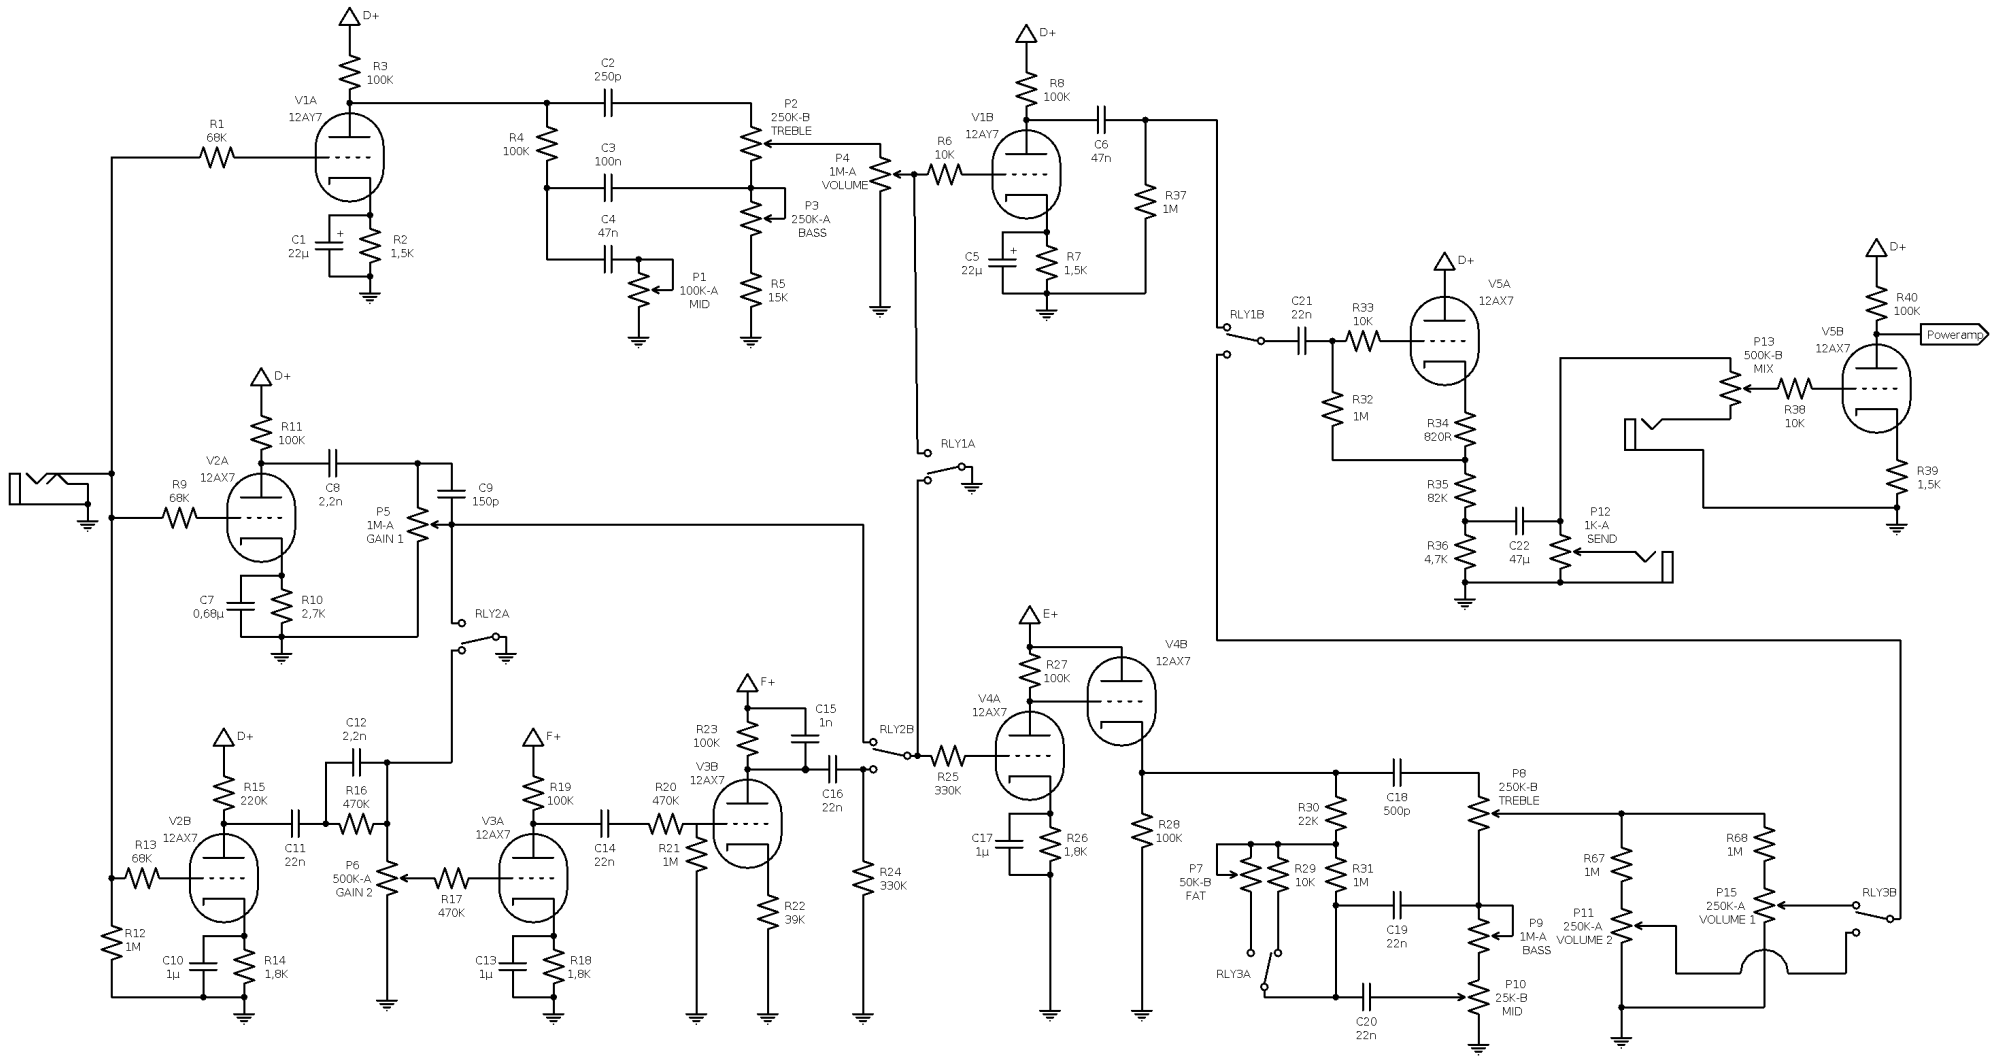 D+
R3
100K
V1A
12AY7
R1
68K
C1
22µ
+
R2
1,5K
C2
250p
R4
100K
C3
100n
C4
47n
P2
250K-B
TREBLE
P3
250K-A
BASS
P1
100K-A
MID
R5
15K
P4
1M-A
VOLUME
D+
R8
100K
V1B
12AY7
R6
10K
C6
47n
R37
1M
C5
22µ
+
R7
1,5K
RLY1B
C21
22n
R33
10K
D+
V5A
12AX7
R32
1M
R34
820R
R35
82K
R36
4,7K
C22
47µ
P12
1K-A
SEND
P13
500K-B
MIX
R38
10K
D+
R40
100K
V5B
12AX7
Poweramp
R39
1,5K
D+
R11
100K
V2A
12AX7
R9
68K
C8
2,2n
P5
1M-A
GAIN 1
C9
150p
C7
0,68µ
R10
2,7K
RLY1A
RLY2A
D+
R15
220K
V2B
12AX7
R13
68K
R12
1M
C10
1µ
R14
1,8K
C11
22n
C12
2,2n
R16
470K
P6
500K-A
GAIN 2
R17
470K
F+
R19
100K
V3A
12AX7
C13
1µ
R18
1,8K
C14
22n
R20
470K
R21
1M
F+
R23
100K
C15
1n
V3B
12AX7
C16
22n
R22
39K
R24
330K
RLY2B
R25
330K
E+
R27
100K
V4A
12AX7
V4B
12AX7
C17
1µ
R26
1,8K
R28
100K
R30
22K
C18
500p
P8
250K-B
TREBLE
P7
50K-B
FAT
R29
10K
R31
1M
C19
22n
P9
1M-A
BASS
RLY3A
C20
22n
P10
25K-B
MID
R67
1M
R68
1M
P11
250K-A
VOLUME 2
P15
250K-A
VOLUME 1
RLY3B